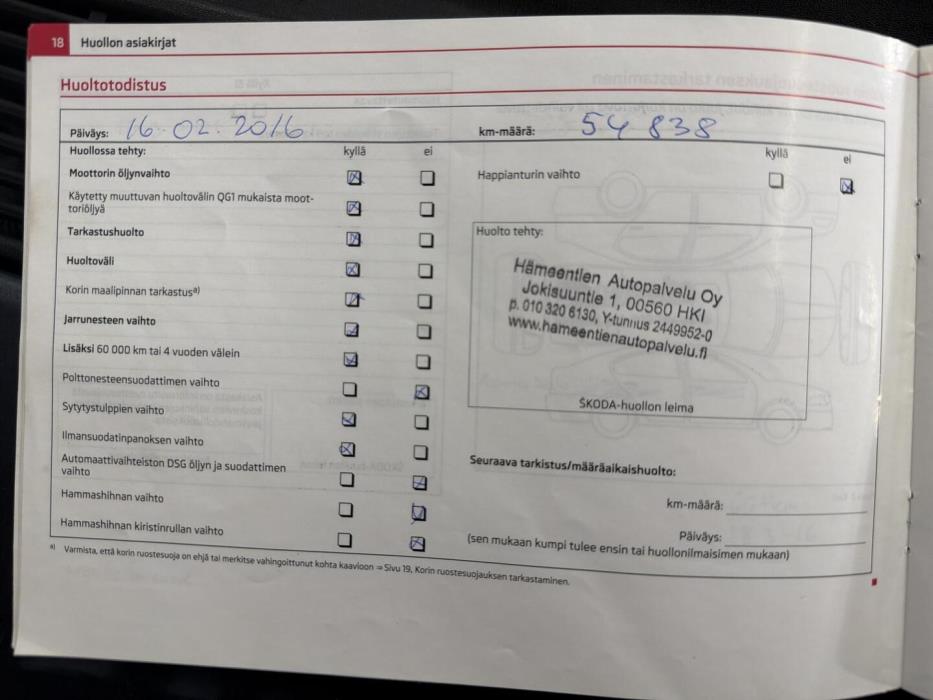 18 Huollon asiakirjat
Huoltotodistus
Päiväys: 16.02.2016 km-määrä: 54 838
Huollossa tehty: kyllä ei kyllä ei
Moottorin öljynvaihto Happianturin vaihto
Käytetty muuttuvan huoltovälin QG1 mukaista moot-
toriöljyä
Tarkastushuolto
Huoltoväli
Korin maalipinnan tarkastusa)
Jarrunesteen vaihto
Lisäksi 60 000 km tai 4 vuoden välein
Polttonesteensuodattimen vaihto
Sytytystulppien vaihto
Ilmansuodatinpanoksen vaihto
Automaattivaihteiston DSG öljyn ja suodattimen
vaihto
Hammashihnan vaihto
Hammashihnan kiristinrullan vaihto
Huolto tehty:
Hämeentien Autopalvelu Oy
Jokisuuntie 1, 00560 HKI
p. 010 320 6130, Y-tunnus 2449952-0
www.hameentienautopalvelu.fi
ŠKODA-huollon leima
Seuraava tarkistus/määräaikaishuolto:
km-määrä:
Päiväys:
(sen mukaan kumpi tulee ensin tai huollonilmaisimen mukaan)
a) Varmista, että korin ruostesuoja on ehjä tai merkitse vahingoittunut kohta kaavioon ⇒ Sivu 19, Korin ruostesuojauksen tarkastaminen.